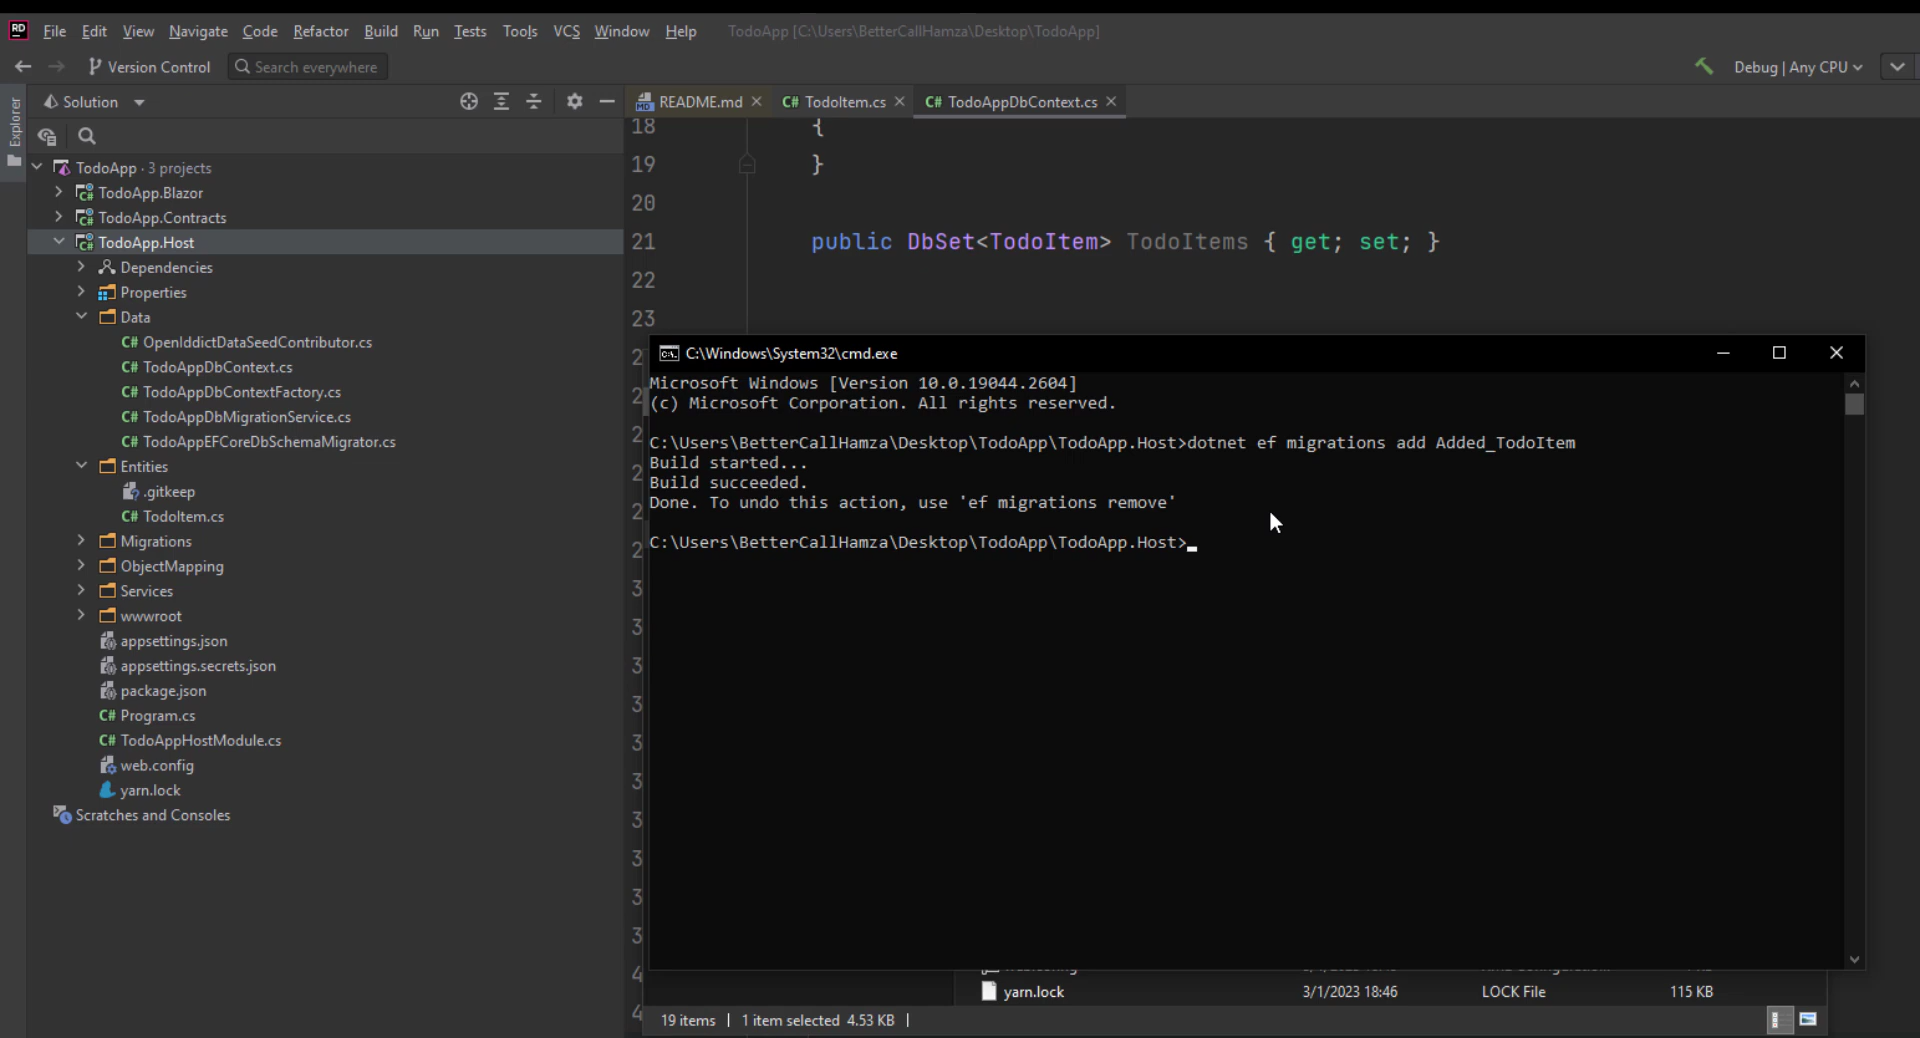 RD File Edit View Navigate Code Refactor Build Run Tests Tools VCS Window Help TodoApp [C:\Users\BetterCallHamza\Desktop\TodoApp]
Version Control Search everywhere Debug | Any CPU
Explorer
Solution
README.md C# TodoItem.cs C# TodoAppDbContext.cs
TodoApp · 3 projects
TodoApp.Blazor
TodoApp.Contracts
TodoApp.Host
Dependencies
Properties
Data
C# OpenIddictDataSeedContributor.cs
C# TodoAppDbContext.cs
C# TodoAppDbContextFactory.cs
C# TodoAppDbMigrationService.cs
C# TodoAppEFCoreDbSchemaMigrator.cs
Entities
.gitkeep
C# TodoItem.cs
Migrations
ObjectMapping
Services
wwwroot
appsettings.json
appsettings.secrets.json
package.json
C# Program.cs
C# TodoAppHostModule.cs
web.config
yarn.lock
Scratches and Consoles
18 {
19 }
20
21 public DbSet<TodoItem> TodoItems { get; set; }
22
23
C:\Windows\System32\cmd.exe
Microsoft Windows [Version 10.0.19044.2604]
(c) Microsoft Corporation. All rights reserved.
C:\Users\BetterCallHamza\Desktop\TodoApp\TodoApp.Host>dotnet ef migrations add Added_TodoItem
Build started...
Build succeeded.
Done. To undo this action, use 'ef migrations remove'
C:\Users\BetterCallHamza\Desktop\TodoApp\TodoApp.Host>
yarn.lock 3/1/2023 18:46 LOCK File 115 KB
19 items | 1 item selected 4.53 KB |